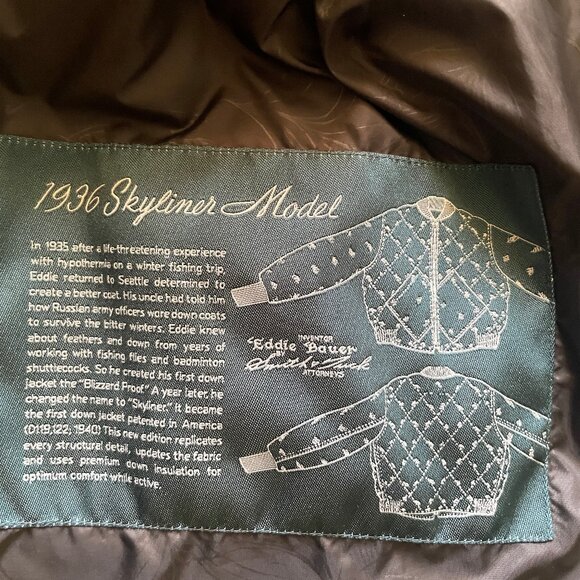 1936 Skyliner Model
In 1935 after a life-threatening experience
with hypothermia on a winter fishing trip,
Eddie returned to Seattle determined to
create a better coat. His uncle had told him
how Russian army officers wore down coats
to survive the bitter winters. Eddie knew
about feathers and down from years of
working with fishing flies and badminton
shuttlecocks. So he created his first down
jacket the "Blizzard Proof." A year later, he
changed the name to "Skyliner." It became
the first down jacket patented in America
(D119,122, 1940) This new edition replicates
every structural detail, updates the fabric
and uses premium down insulation for
optimum comfort while active.
INVENTOR
Eddie Bauer
BY
Smith & Tuck
ATTORNEYS